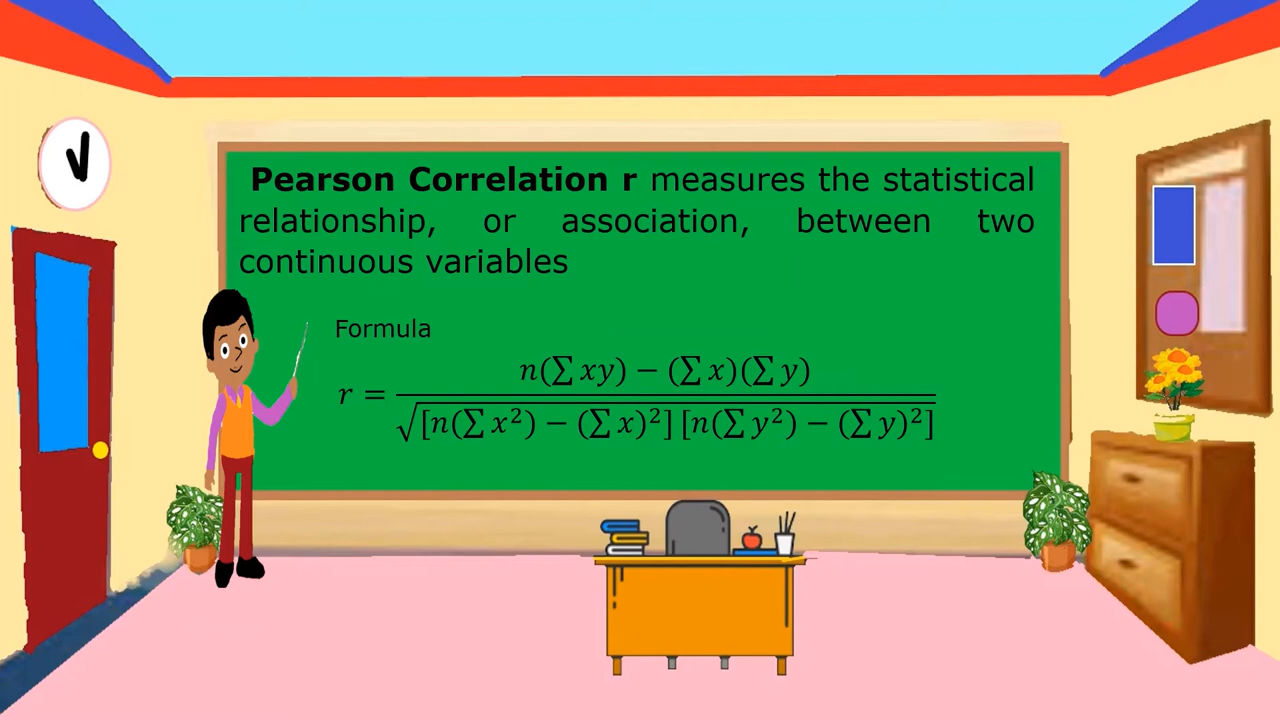 Pearson Correlation r measures the statistical
relationship, or association, between two
continuous variables
Formula
r = n(∑ xy) − (∑ x)(∑ y) / √[n(∑ x²) − (∑ x)²] [n(∑ y²) − (∑ y)²]